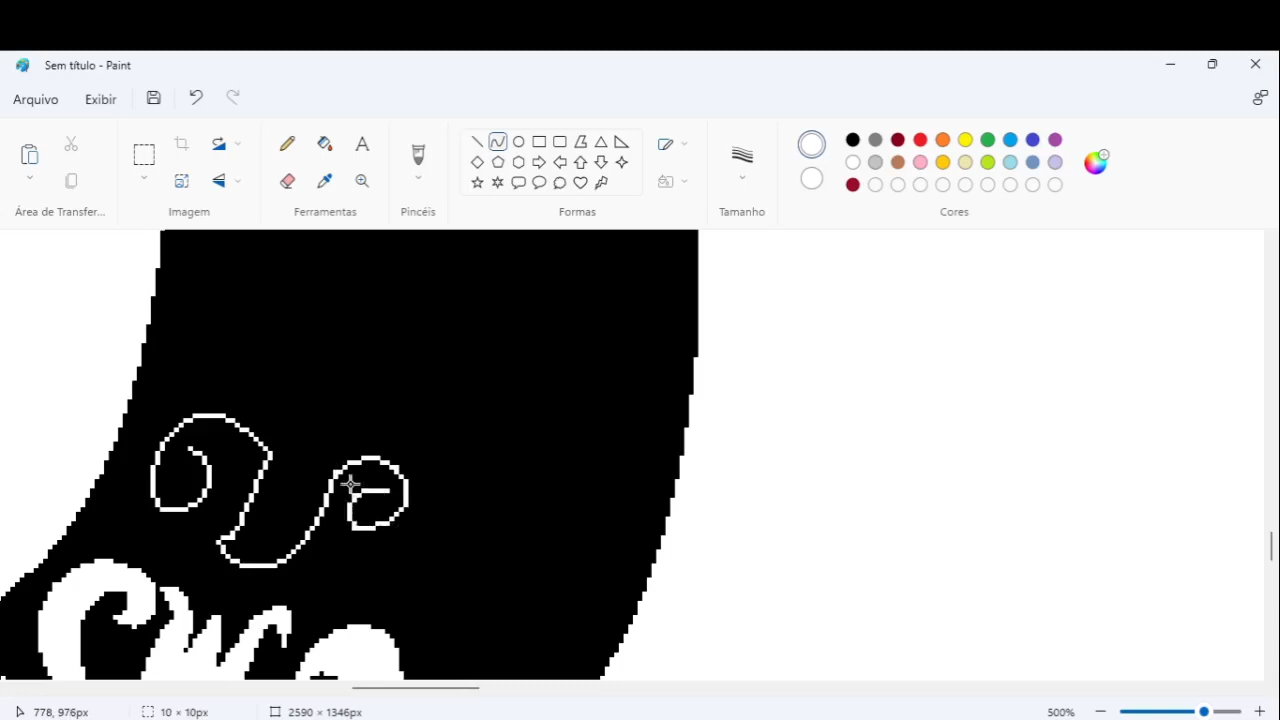 Sem título - Paint
Arquivo Exibir
Área de Transfer... Imagem Ferramentas Pincéis Formas Tamanho Cores
778, 976px 10 × 10px 2590 × 1346px 500%